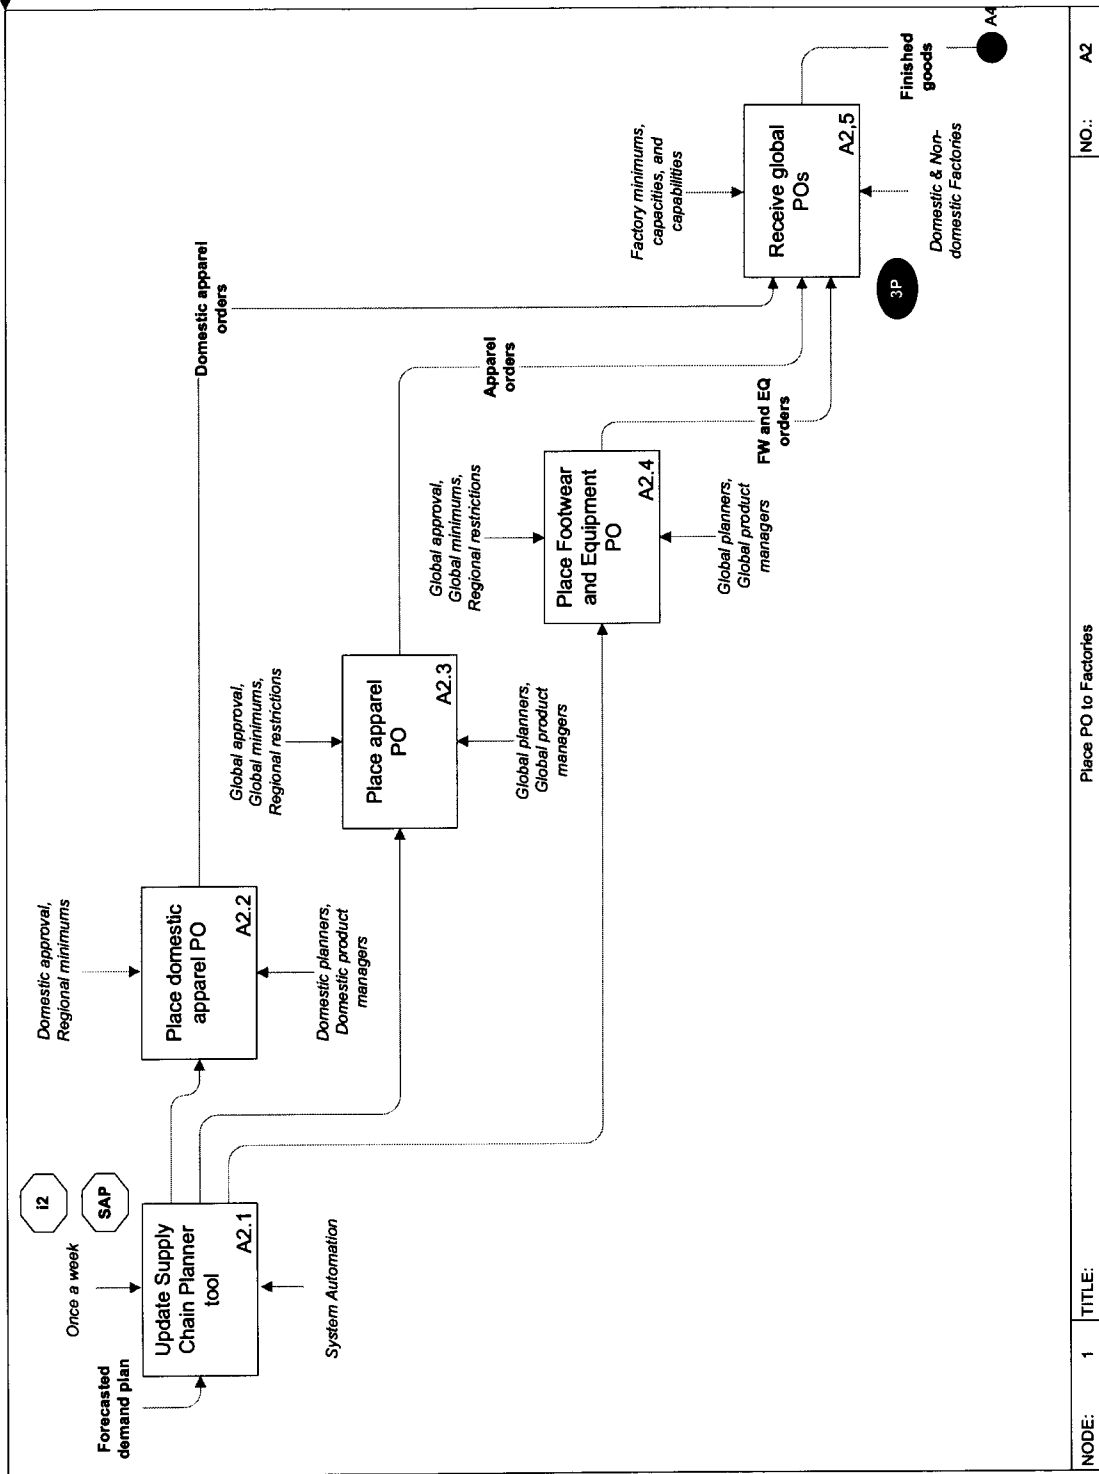 i2
SAP
Once a week
Forecasted
demand plan
Update Supply
Chain Planner
tool
A2.1
System Automation
Domestic approval,
Regional minimums
Place domestic
apparel PO
A2.2
Domestic planners,
Domestic product
managers
Domestic apparel
orders
Global approval,
Global minimums,
Regional restrictions
Place apparel
PO
A2.3
Global planners,
Global product
managers
Apparel
orders
Global approval,
Global minimums,
Regional restrictions
Place Footwear
and Equipment
PO
A2.4
Global planners,
Global product
managers
FW and EQ
orders
Factory minimums,
capacities, and
capabilities
Receive global
POs
A2,5
3P
Domestic & Non-
domestic Factories
Finished
goods
A4
NODE: 1 TITLE: Place PO to Factories NO.: A2